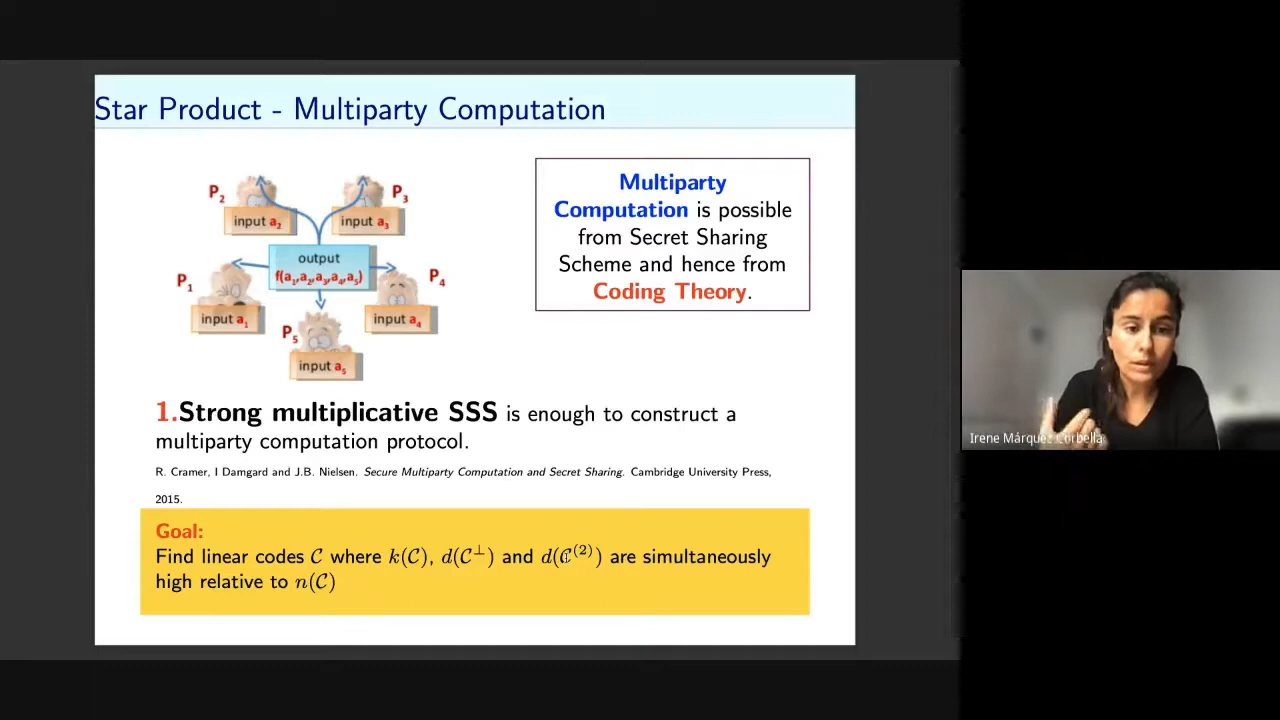 Star Product - Multiparty Computation
P₂
P₃
input a₂
input a₃
output
f(a₁,a₂,a₃,a₄,a₅)
P₁
P₄
input a₁
input a₄
P₅
input a₅
Multiparty
Computation is possible
from Secret Sharing
Scheme and hence from
Coding Theory.
1.Strong multiplicative SSS is enough to construct a
multiparty computation protocol.
R. Cramer, I Damgard and J.B. Nielsen. Secure Multiparty Computation and Secret Sharing. Cambridge University Press,
2015.
Goal:
Find linear codes 𝒞 where k(𝒞), d(𝒞⊥) and d(𝒞⁽²⁾) are simultaneously
high relative to n(𝒞)
Irene Márquez Corbella